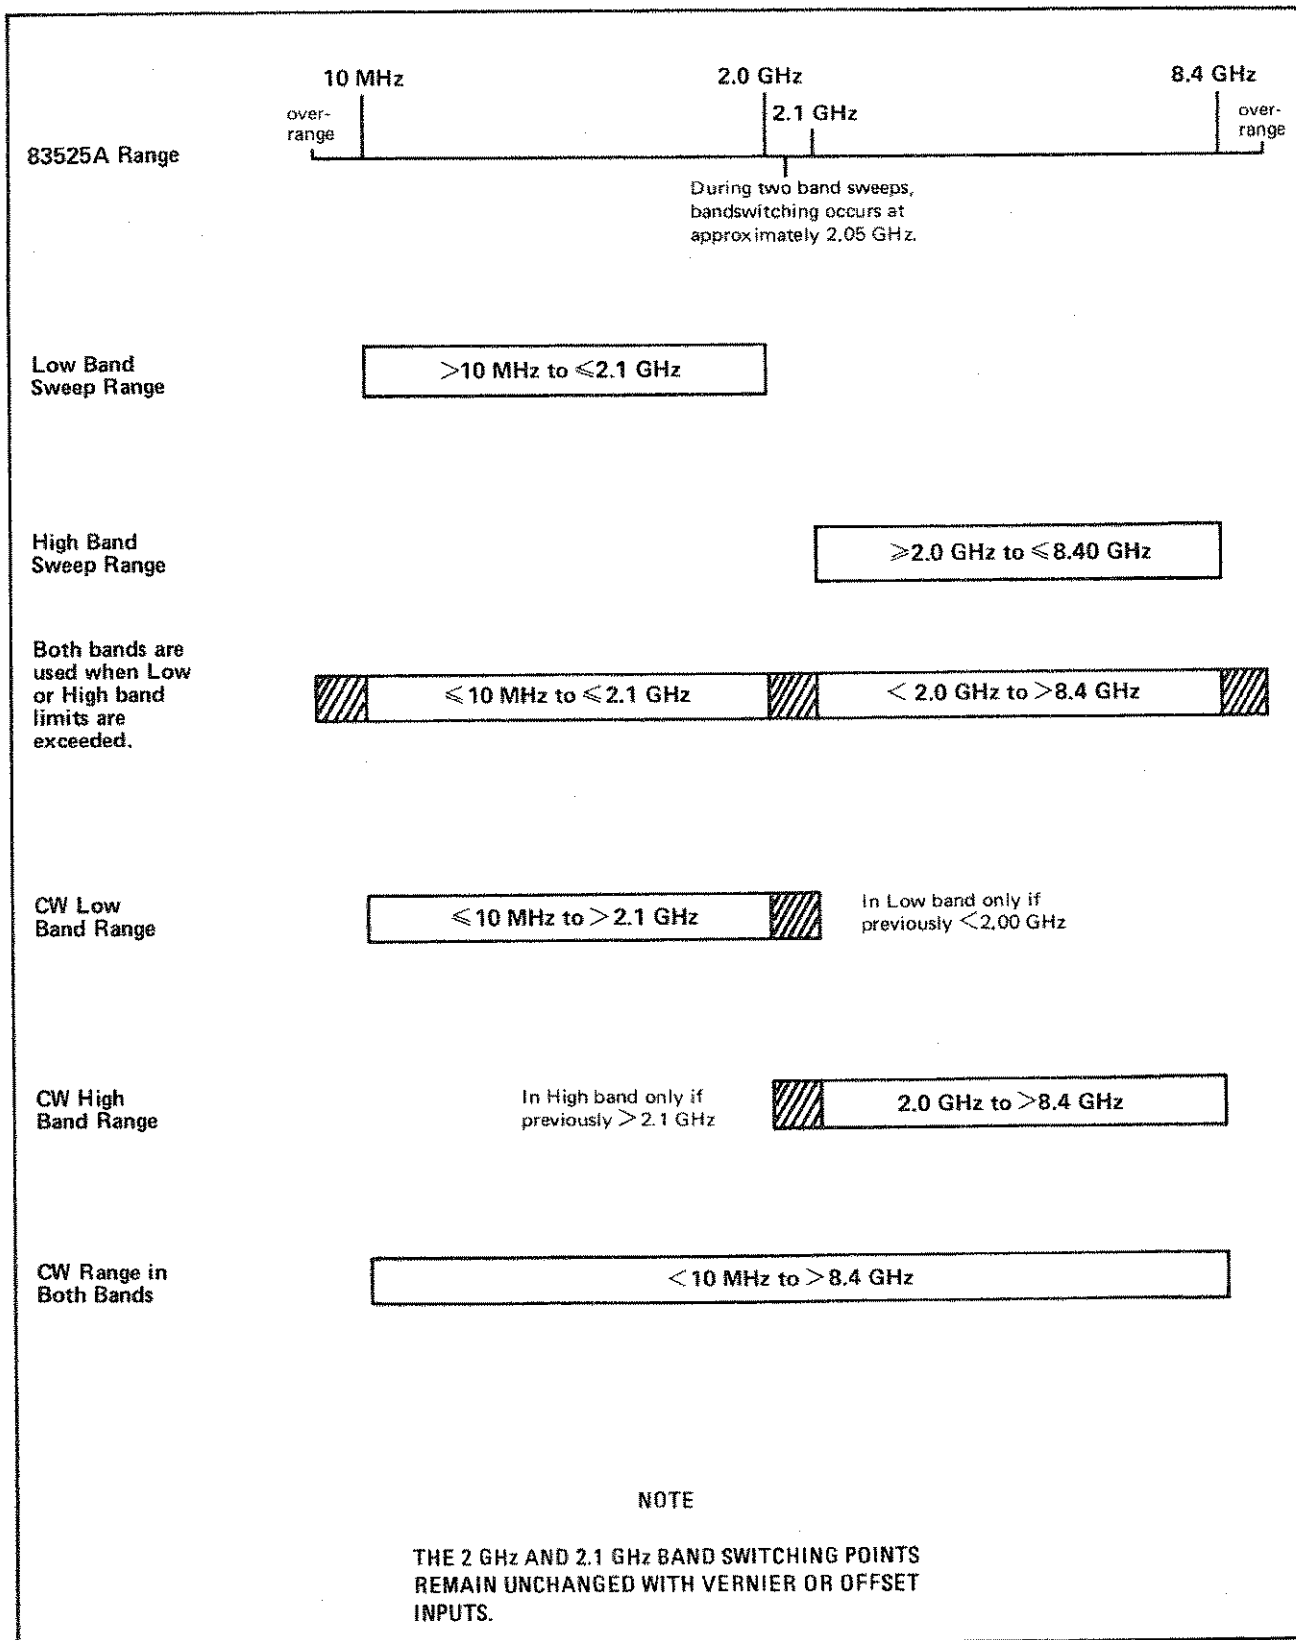 10 MHz
2.0 GHz
8.4 GHz
over-
range
2.1 GHz
over-
range
83525A Range
During two band sweeps,
bandswitching occurs at
approximately 2.05 GHz.
Low Band
Sweep Range
>10 MHz to ⩽2.1 GHz
High Band
Sweep Range
⩾2.0 GHz to ⩽8.40 GHz
Both bands are
used when Low
or High band
limits are
exceeded.
⩽10 MHz to ⩽2.1 GHz
< 2.0 GHz to >8.4 GHz
CW Low
Band Range
⩽10 MHz to >2.1 GHz
In Low band only if
previously <2.00 GHz
CW High
Band Range
In High band only if
previously >2.1 GHz
2.0 GHz to >8.4 GHz
CW Range in
Both Bands
<10 MHz to >8.4 GHz
NOTE
THE 2 GHz AND 2.1 GHz BAND SWITCHING POINTS
REMAIN UNCHANGED WITH VERNIER OR OFFSET
INPUTS.